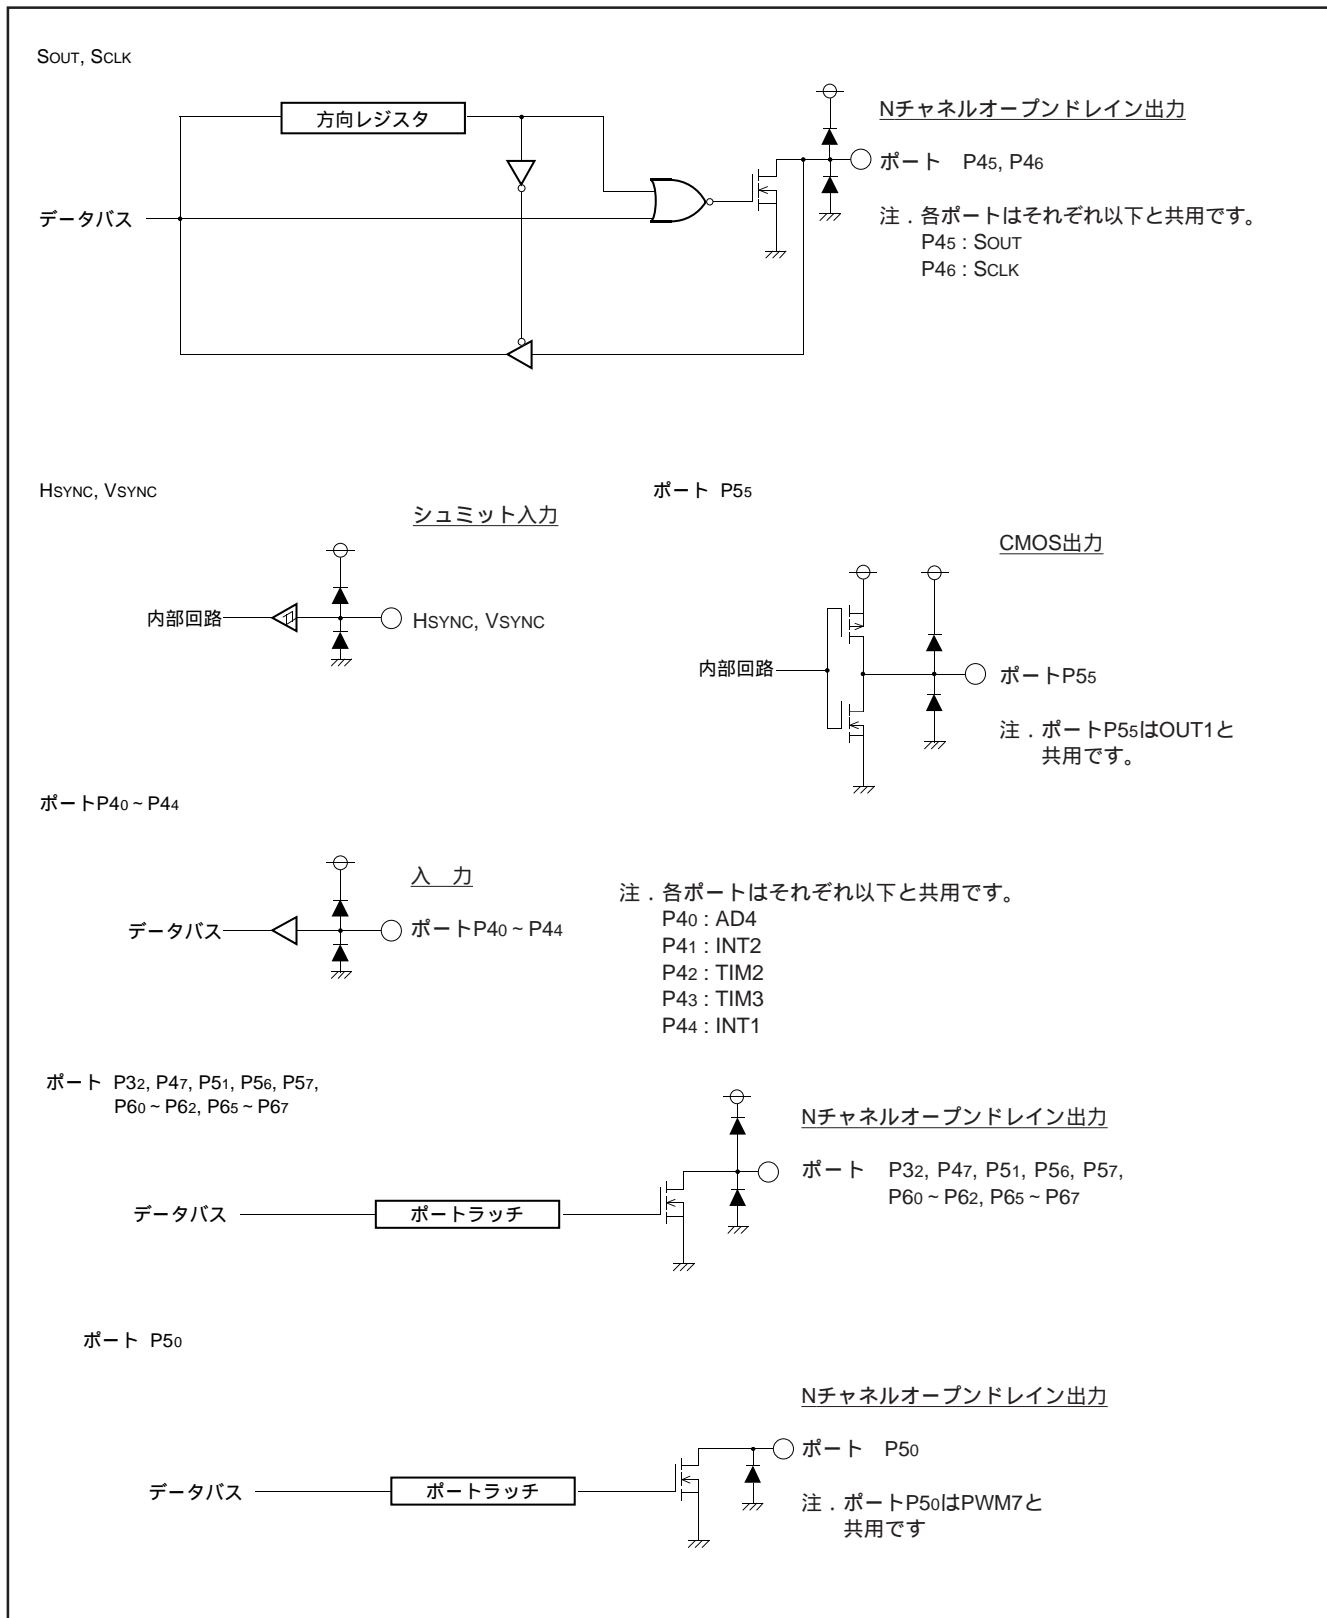 SOUT, SCLK
方向レジスタ
データバス
Nチャネルオープンドレイン出力
ポート P45, P46
注．各ポートはそれぞれ以下と共用です。
P45 : SOUT
P46 : SCLK
HSYNC, VSYNC
シュミット入力
内部回路
HSYNC, VSYNC
ポート P55
CMOS出力
内部回路
ポートP55
注．ポートP55はOUT1と
共用です。
ポートP40 ~ P44
入 力
データバス
ポートP40 ~ P44
注．各ポートはそれぞれ以下と共用です。
P40 : AD4
P41 : INT2
P42 : TIM2
P43 : TIM3
P44 : INT1
ポート P32, P47, P51, P56, P57,
P60 ~ P62, P65 ~ P67
Nチャネルオープンドレイン出力
ポート P32, P47, P51, P56, P57,
P60 ~ P62, P65 ~ P67
データバス
ポートラッチ
ポート P50
Nチャネルオープンドレイン出力
ポート P50
データバス
ポートラッチ
注．ポートP50はPWM7と
共用です